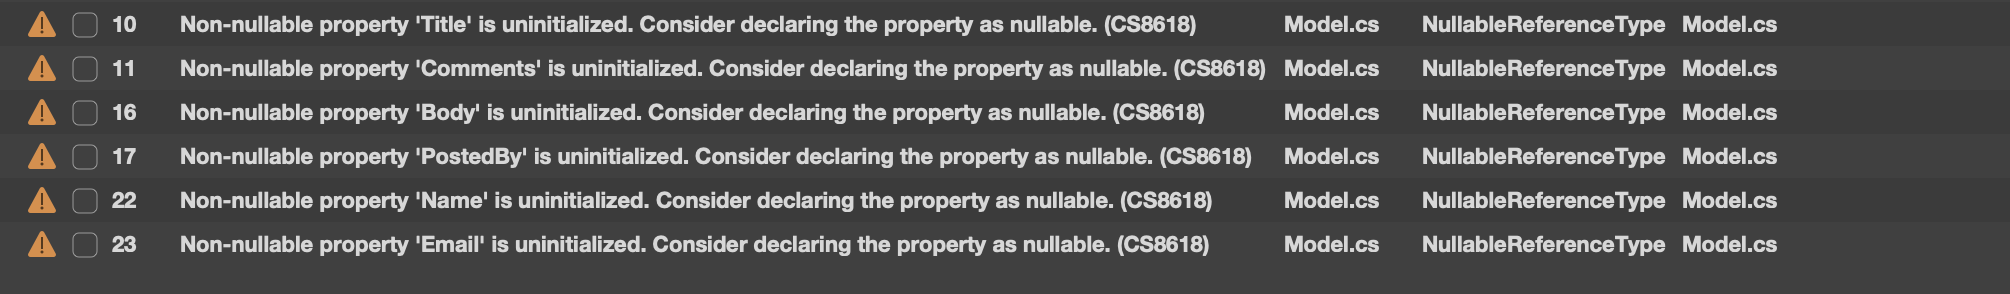 10 Non-nullable property 'Title' is uninitialized. Consider declaring the property as nullable. (CS8618) Model.cs NullableReferenceType Model.cs
11 Non-nullable property 'Comments' is uninitialized. Consider declaring the property as nullable. (CS8618) Model.cs NullableReferenceType Model.cs
16 Non-nullable property 'Body' is uninitialized. Consider declaring the property as nullable. (CS8618) Model.cs NullableReferenceType Model.cs
17 Non-nullable property 'PostedBy' is uninitialized. Consider declaring the property as nullable. (CS8618) Model.cs NullableReferenceType Model.cs
22 Non-nullable property 'Name' is uninitialized. Consider declaring the property as nullable. (CS8618) Model.cs NullableReferenceType Model.cs
23 Non-nullable property 'Email' is uninitialized. Consider declaring the property as nullable. (CS8618) Model.cs NullableReferenceType Model.cs